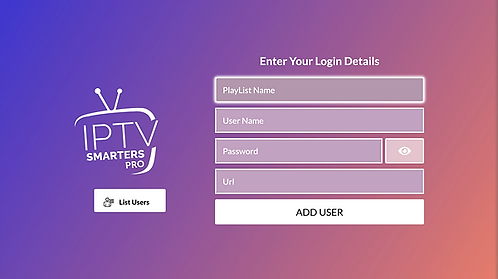 Enter Your Login Details
PlayList Name
User Name
Password
Url
ADD USER
IPTV
SMARTERS
PRO
List Users